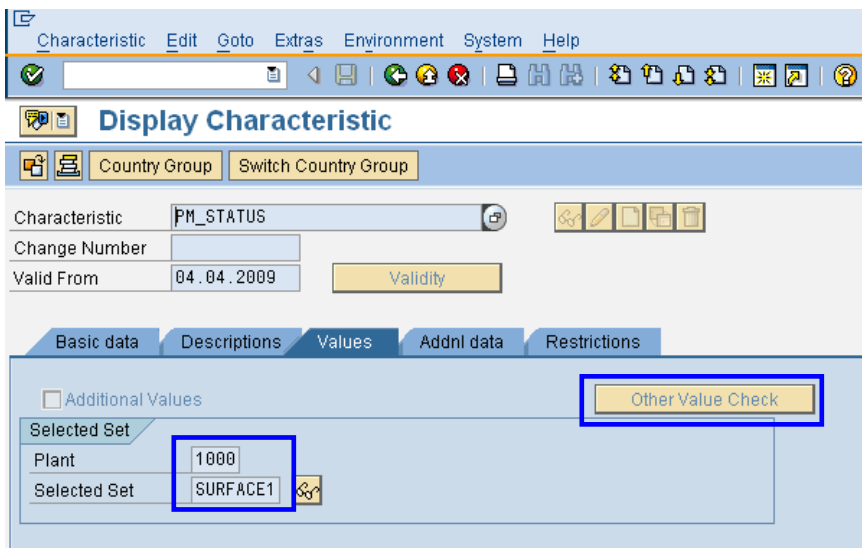 Characteristic Edit Goto Extras Environment System Help
Display Characteristic
Country Group Switch Country Group
Characteristic PM_STATUS
Change Number
Valid From 04.04.2009 Validity
Basic data Descriptions Values Addnl data Restrictions
Additional Values Other Value Check
Selected Set
Plant 1000
Selected Set SURFACE1